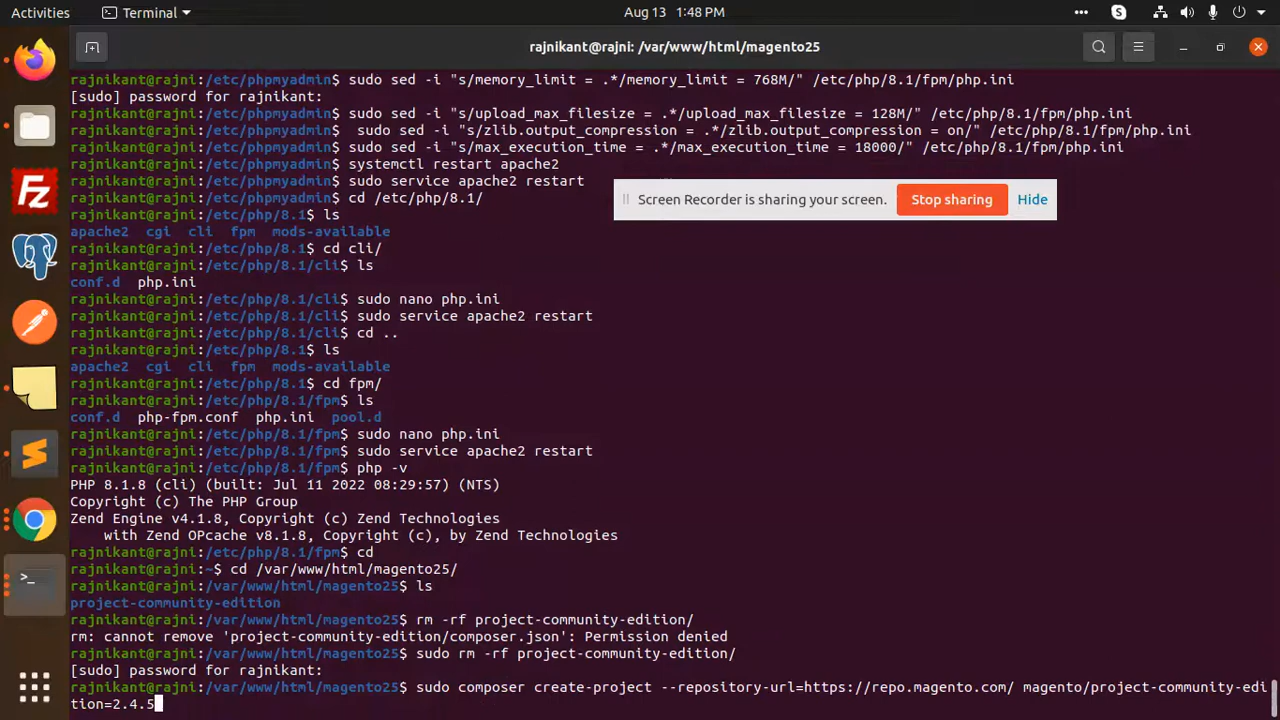 Activities
Terminal
Aug 13 1:48 PM
rajnikant@rajni: /var/www/html/magento25
rajnikant@rajni:/etc/phpmyadmin$ sudo sed -i "s/memory_limit = .*/memory_limit = 768M/" /etc/php/8.1/fpm/php.ini
[sudo] password for rajnikant:
rajnikant@rajni:/etc/phpmyadmin$ sudo sed -i "s/upload_max_filesize = .*/upload_max_filesize = 128M/" /etc/php/8.1/fpm/php.ini
rajnikant@rajni:/etc/phpmyadmin$  sudo sed -i "s/zlib.output_compression = .*/zlib.output_compression = on/" /etc/php/8.1/fpm/php.ini
rajnikant@rajni:/etc/phpmyadmin$ sudo sed -i "s/max_execution_time = .*/max_execution_time = 18000/" /etc/php/8.1/fpm/php.ini
rajnikant@rajni:/etc/phpmyadmin$ systemctl restart apache2
rajnikant@rajni:/etc/phpmyadmin$ sudo service apache2 restart
rajnikant@rajni:/etc/phpmyadmin$ cd /etc/php/8.1/
Screen Recorder is sharing your screen. Stop sharing Hide
rajnikant@rajni:/etc/php/8.1$ ls
apache2  cgi  cli  fpm  mods-available
rajnikant@rajni:/etc/php/8.1$ cd cli/
rajnikant@rajni:/etc/php/8.1/cli$ ls
conf.d  php.ini
rajnikant@rajni:/etc/php/8.1/cli$ sudo nano php.ini
rajnikant@rajni:/etc/php/8.1/cli$ sudo service apache2 restart
rajnikant@rajni:/etc/php/8.1/cli$ cd ..
rajnikant@rajni:/etc/php/8.1$ ls
apache2  cgi  cli  fpm  mods-available
rajnikant@rajni:/etc/php/8.1$ cd fpm/
rajnikant@rajni:/etc/php/8.1/fpm$ ls
conf.d  php-fpm.conf  php.ini  pool.d
rajnikant@rajni:/etc/php/8.1/fpm$ sudo nano php.ini
rajnikant@rajni:/etc/php/8.1/fpm$ sudo service apache2 restart
rajnikant@rajni:/etc/php/8.1/fpm$ php -v
PHP 8.1.8 (cli) (built: Jul 11 2022 08:29:57) (NTS)
Copyright (c) The PHP Group
Zend Engine v4.1.8, Copyright (c) Zend Technologies
    with Zend OPcache v8.1.8, Copyright (c), by Zend Technologies
rajnikant@rajni:/etc/php/8.1/fpm$ cd
rajnikant@rajni:~$ cd /var/www/html/magento25/
rajnikant@rajni:/var/www/html/magento25$ ls
project-community-edition
rajnikant@rajni:/var/www/html/magento25$ rm -rf project-community-edition/
rm: cannot remove 'project-community-edition/composer.json': Permission denied
rajnikant@rajni:/var/www/html/magento25$ sudo rm -rf project-community-edition/
[sudo] password for rajnikant:
rajnikant@rajni:/var/www/html/magento25$ sudo composer create-project --repository-url=https://repo.magento.com/ magento/project-community-edi
tion=2.4.5